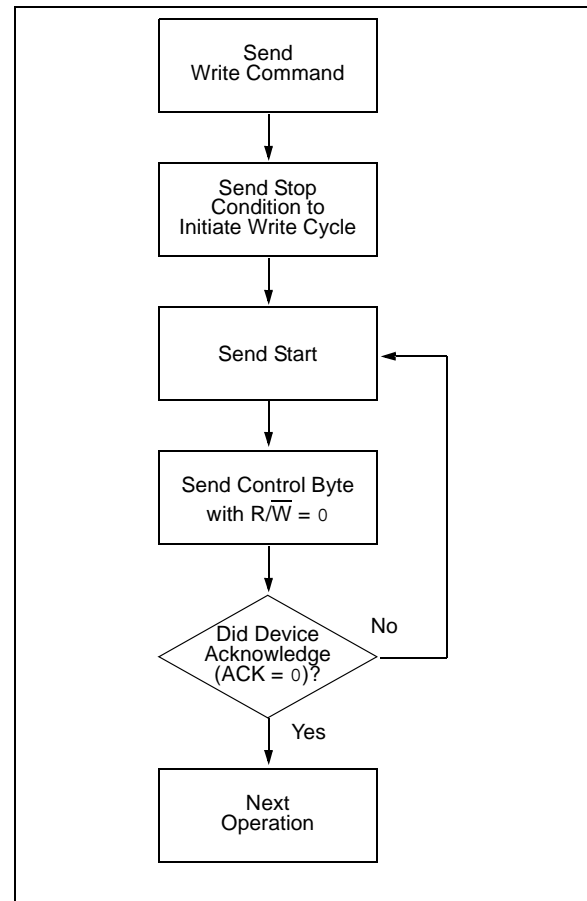 Send
Write Command
Send Stop
Condition to
Initiate Write Cycle
Send Start
Send Control Byte
with R/W̅ = 0
Did Device
Acknowledge
(ACK = 0)?
No
Yes
Next
Operation